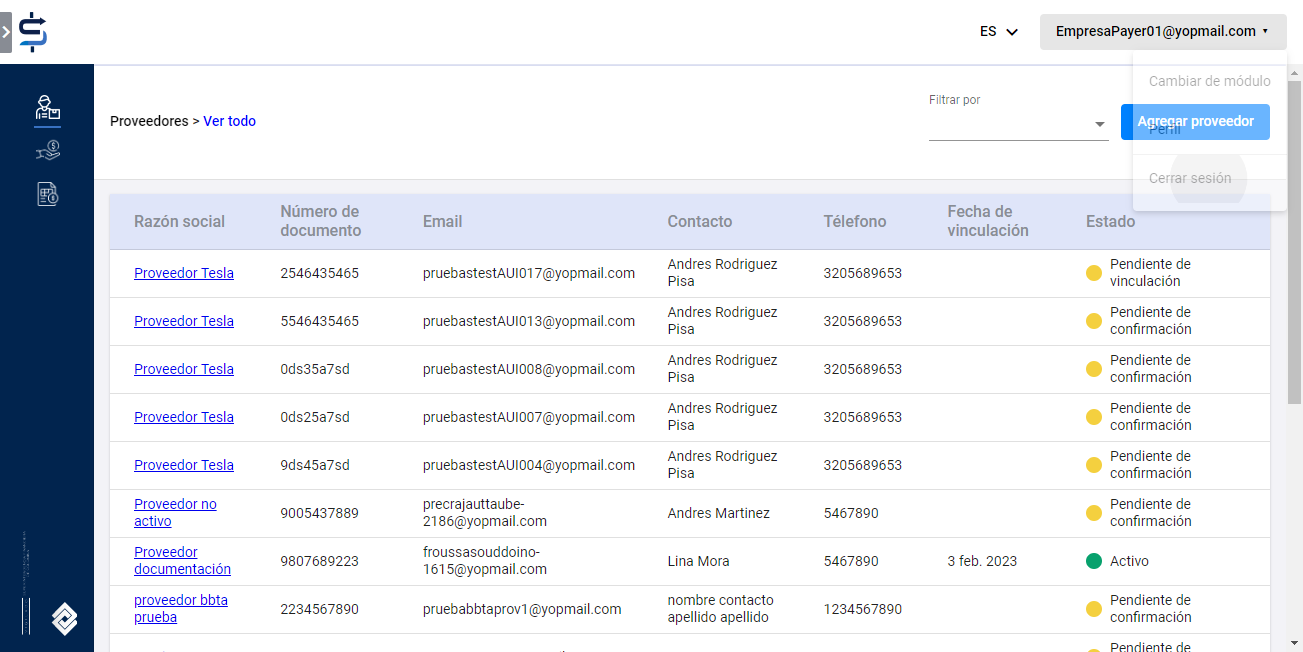 ES
EmpresaPayer01@yopmail.com
Cambiar de módulo
Perfil
Cerrar sesión
Proveedores > Ver todo
Filtrar por
Agregar proveedor
Razón social
Número de
documento
Email
Contacto
Télefono
Fecha de
vinculación
Estado
Proveedor Tesla
2546435465
pruebastestAUI017@yopmail.com
Andres Rodriguez
Pisa
3205689653
Pendiente de
vinculación
Proveedor Tesla
5546435465
pruebastestAUI013@yopmail.com
Andres Rodriguez
Pisa
3205689653
Pendiente de
confirmación
Proveedor Tesla
0ds35a7sd
pruebastestAUI008@yopmail.com
Andres Rodriguez
Pisa
3205689653
Pendiente de
confirmación
Proveedor Tesla
0ds25a7sd
pruebastestAUI007@yopmail.com
Andres Rodriguez
Pisa
3205689653
Pendiente de
confirmación
Proveedor Tesla
9ds45a7sd
pruebastestAUI004@yopmail.com
Andres Rodriguez
Pisa
3205689653
Pendiente de
confirmación
Proveedor no
activo
9005437889
precrajauttaube-
2186@yopmail.com
Andres Martinez
5467890
Pendiente de
confirmación
Proveedor
documentación
9807689223
froussasouddoino-
1615@yopmail.com
Lina Mora
5467890
3 feb. 2023
Activo
proveedor bbta
prueba
2234567890
pruebabbtaprov1@yopmail.com
nombre contacto
apellido apellido
1234567890
Pendiente de
confirmación
Pendiente de